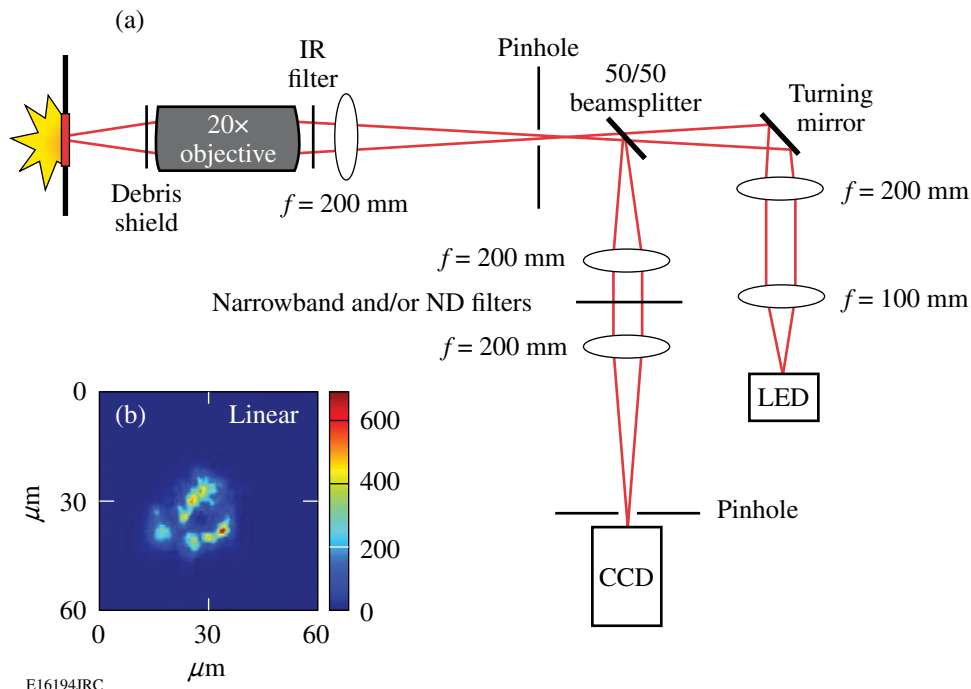 (a)
IR
filter
Pinhole
50/50
beamsplitter
Turning
mirror
20×
objective
Debris
shield
f = 200 mm
f = 200 mm
f = 200 mm
Narrowband and/or ND filters
f = 100 mm
f = 200 mm
LED
Pinhole
CCD
(b)
Linear
0
30
60
μm
0
30
60
μm
600
400
200
0
E16194JRC